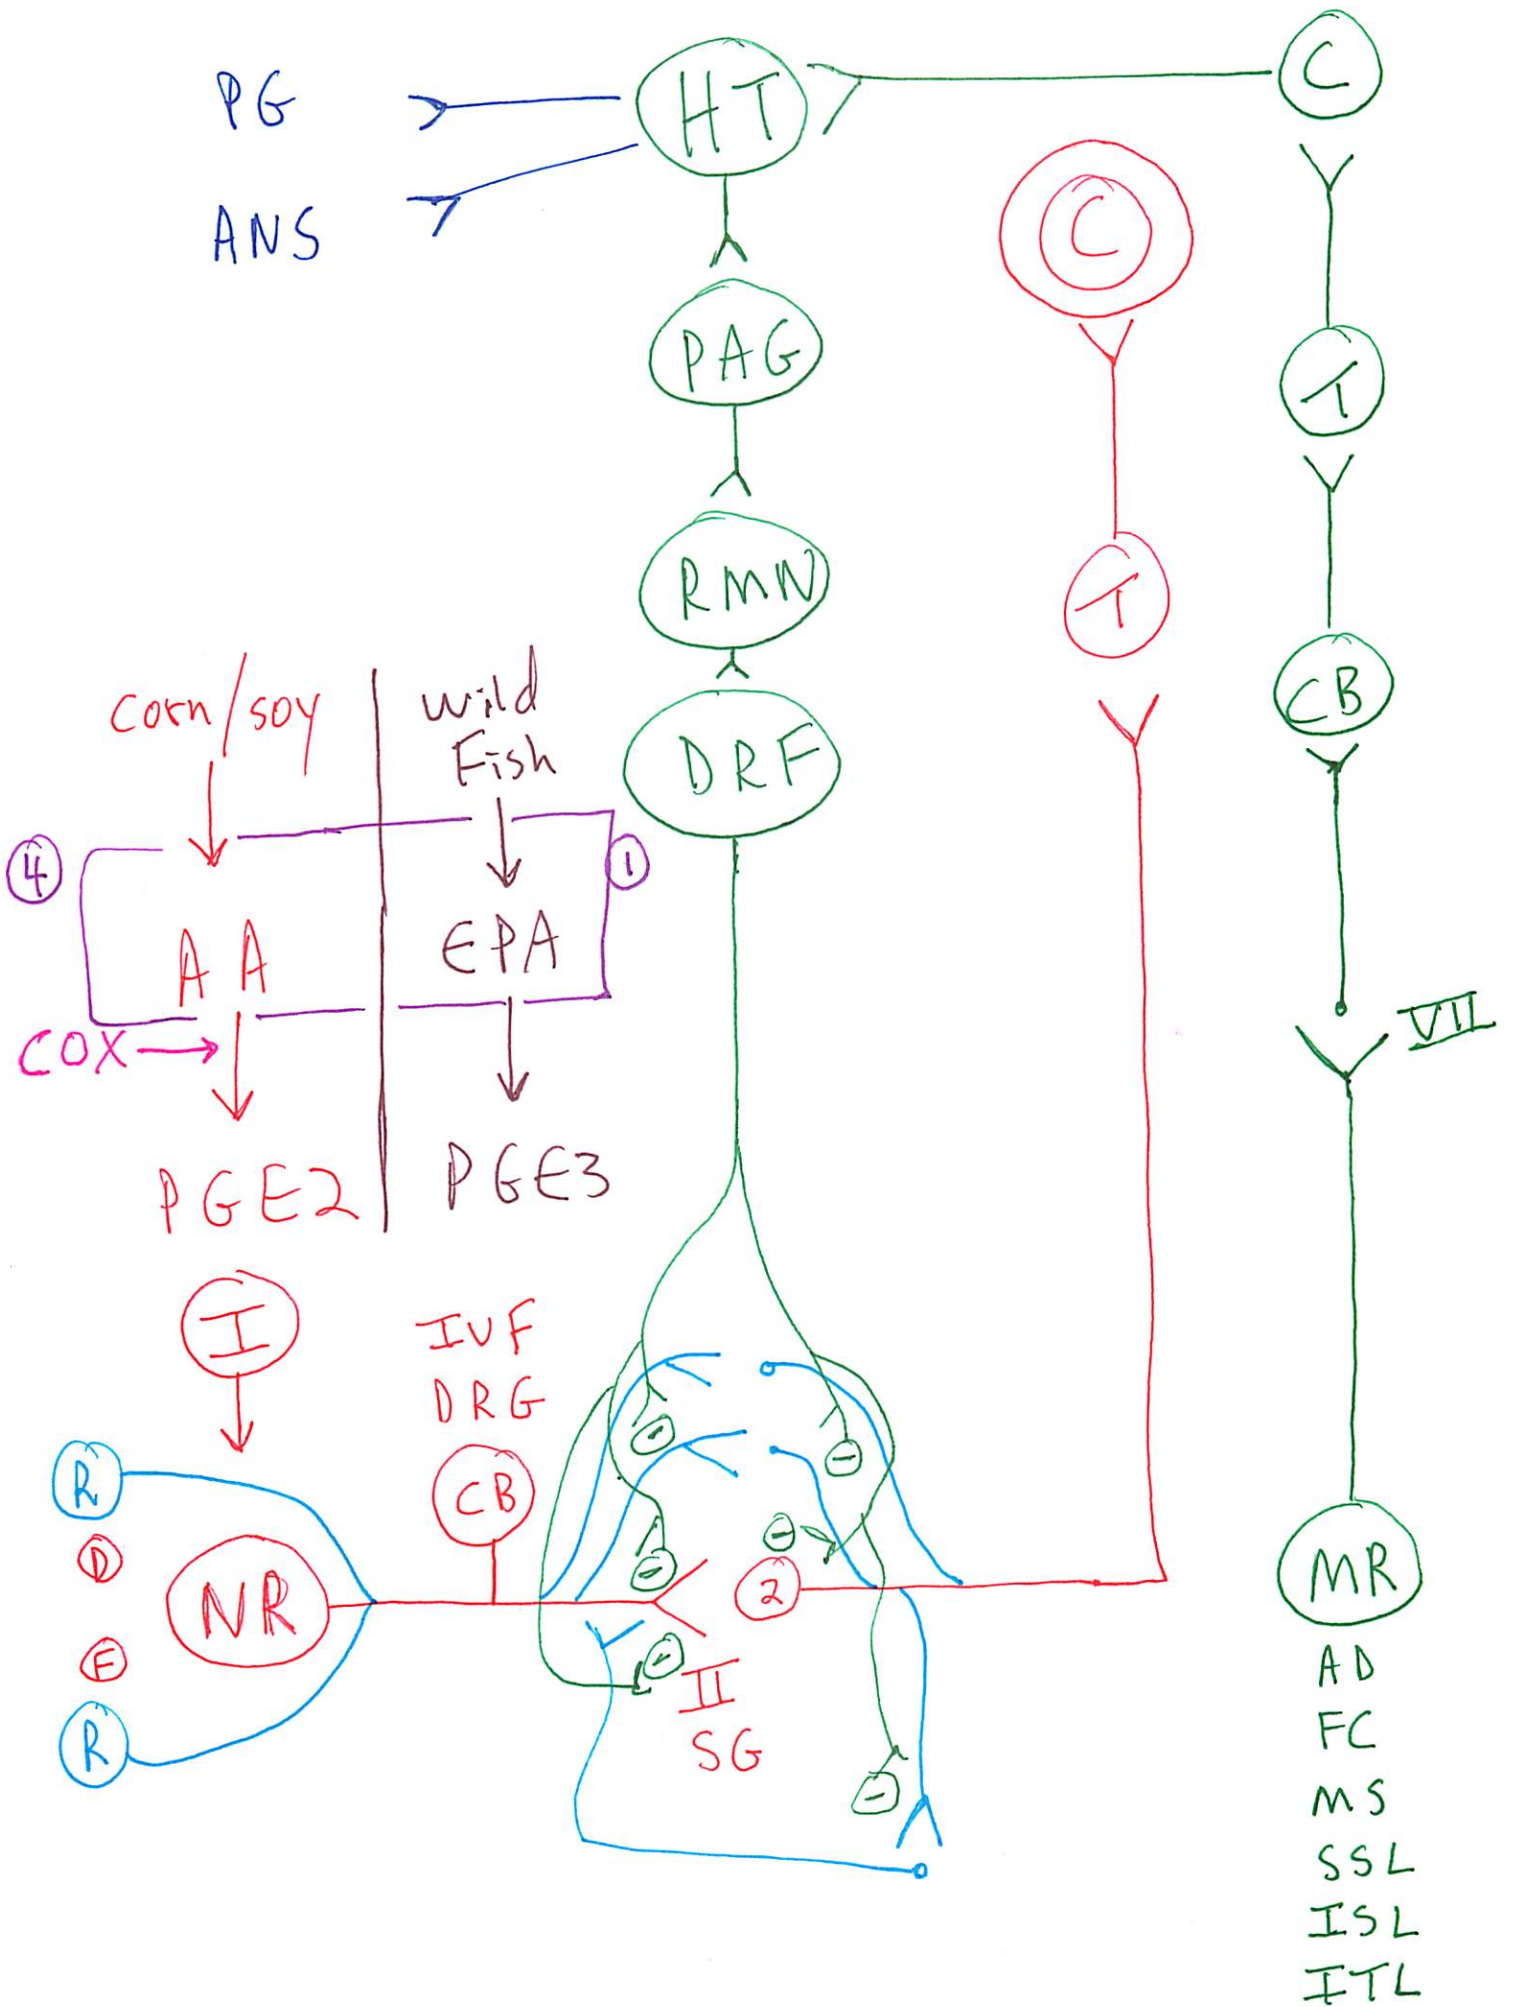 PG
ANS
HT
C
C
PAG
T
RMN
T
CB
DRF
corn/soy
wild
Fish
4
1
AA
EPA
COX
VII
PGE2
PGE3
I
IVF
DRG
CB
R
D
NR
F
R
-
-
-
-
-
-
2
II
SG
MR
AD
FC
MS
SSL
ISL
ITL